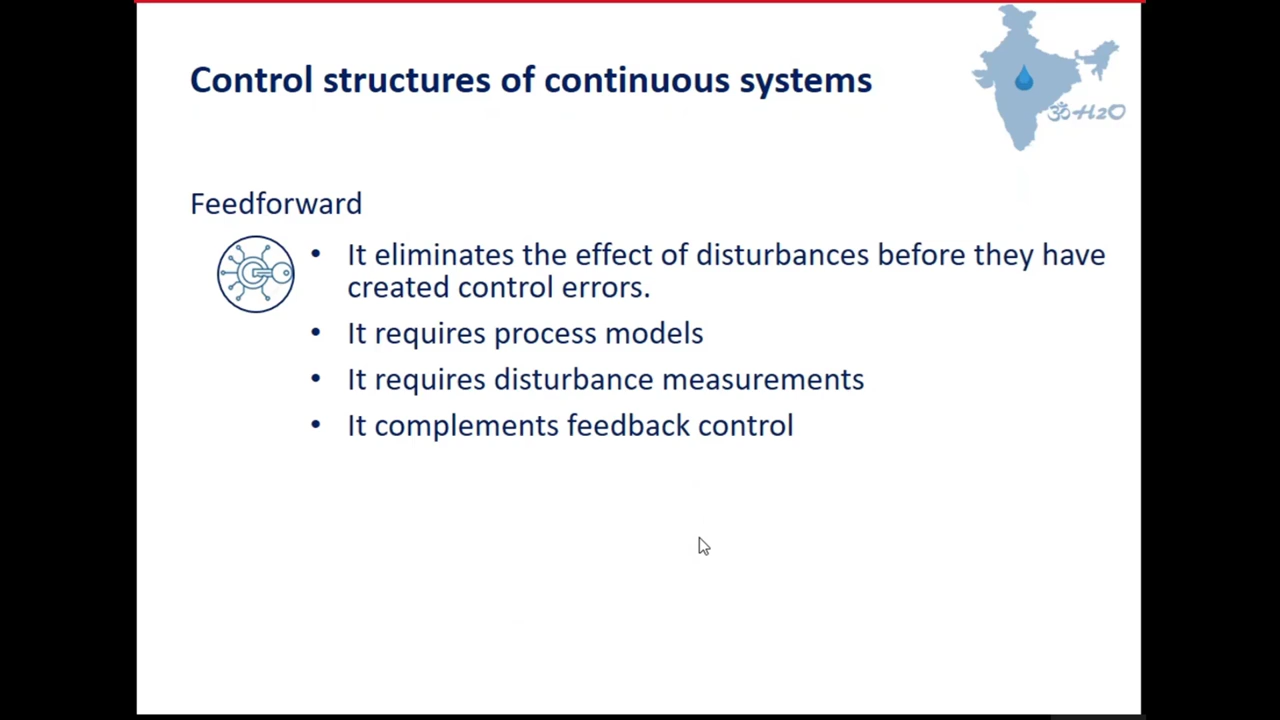 Control structures of continuous systems
ॐH2O
Feedforward
• It eliminates the effect of disturbances before they have
created control errors.
• It requires process models
• It requires disturbance measurements
• It complements feedback control